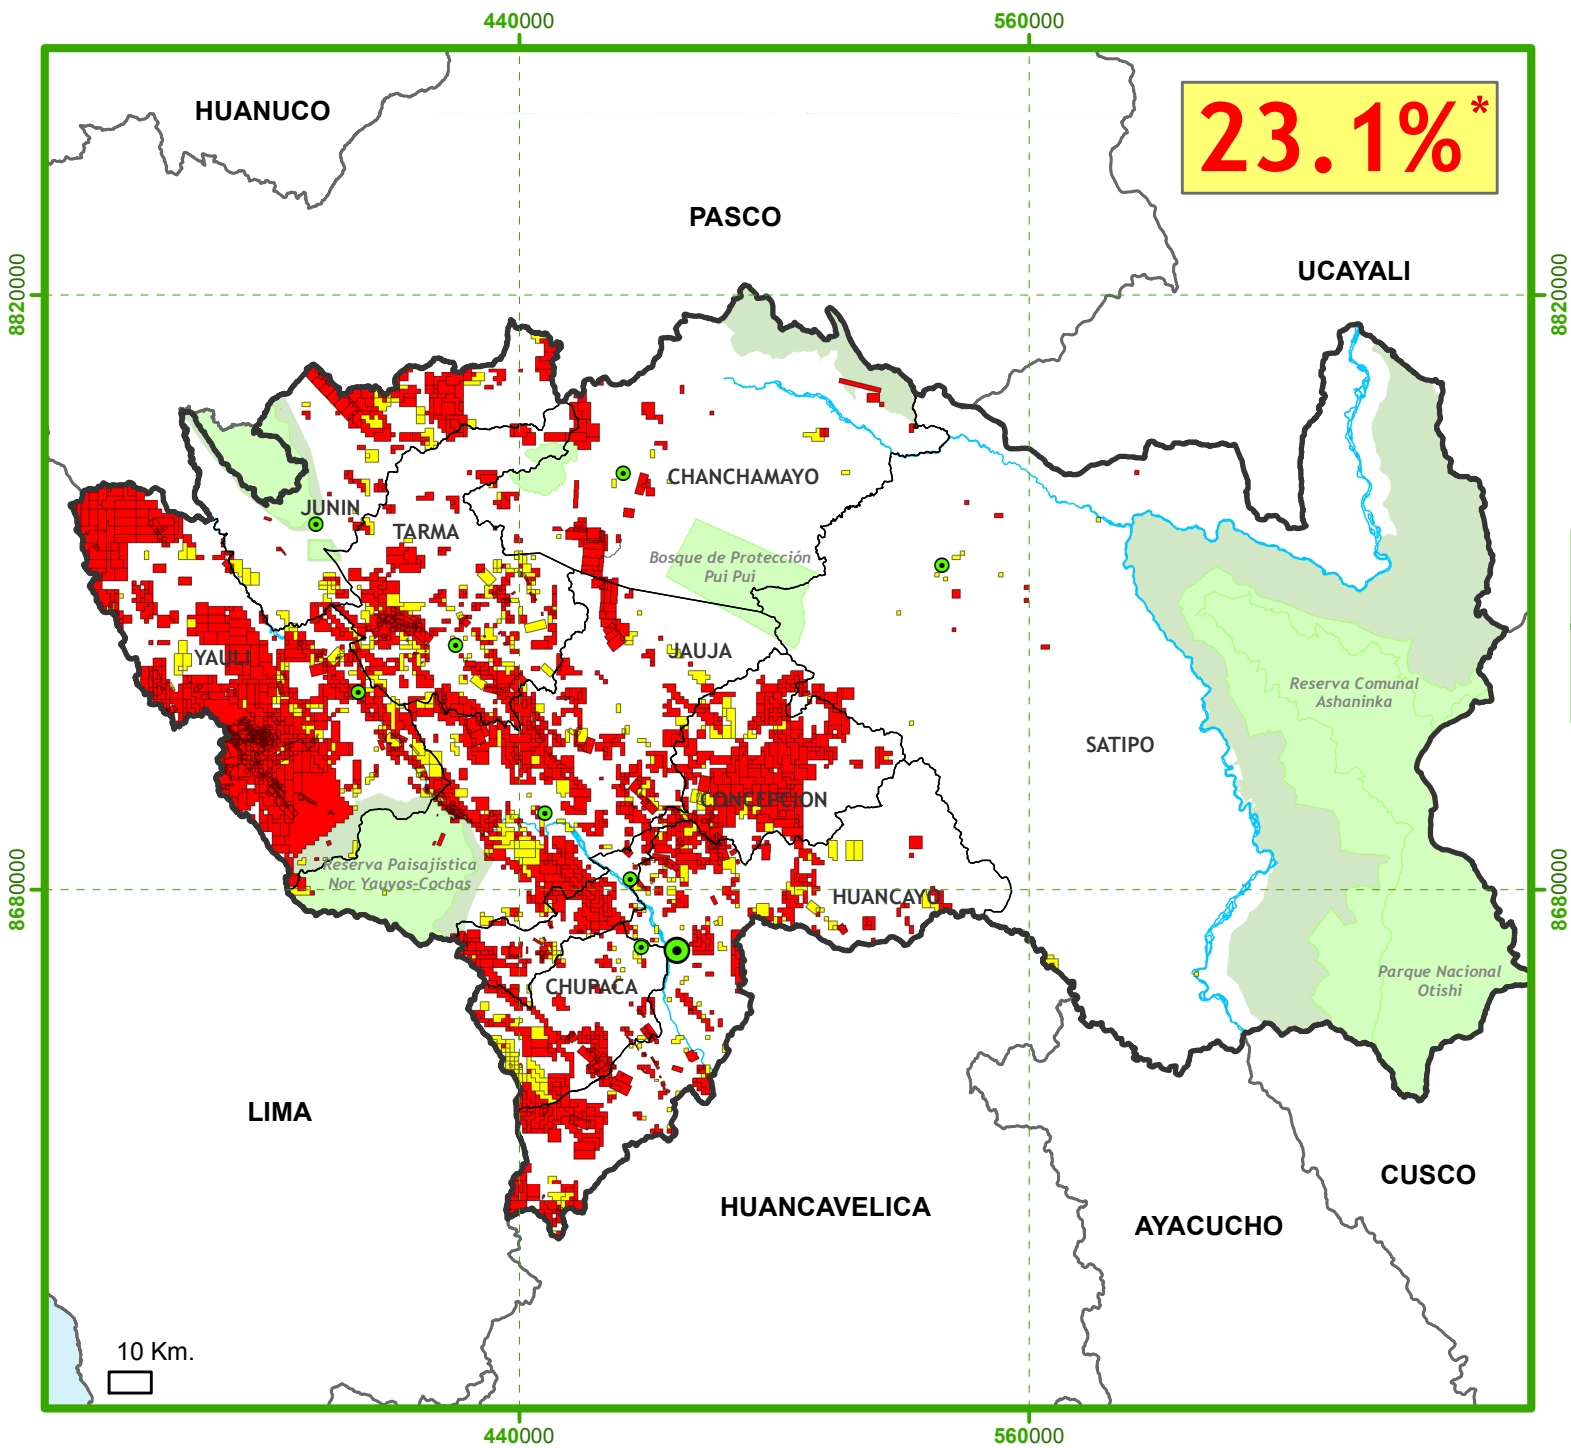 440000
560000
HUANUCO
23.1%*
PASCO
UCAYALI
8820000
8820000
CHANCHAMAYO
JUNIN
TARMA
Bosque de Protección
Pui Pui
YAULI
JAUJA
Reserva Comunal
Ashaninka
SATIPO
CONCEPCION
Reserva Paisajística
Nor Yauyos-Cochas
HUANCAYO
8680000
8680000
CHUPACA
Parque Nacional
Otishi
LIMA
HUANCAVELICA
CUSCO
AYACUCHO
10 Km.
440000
560000